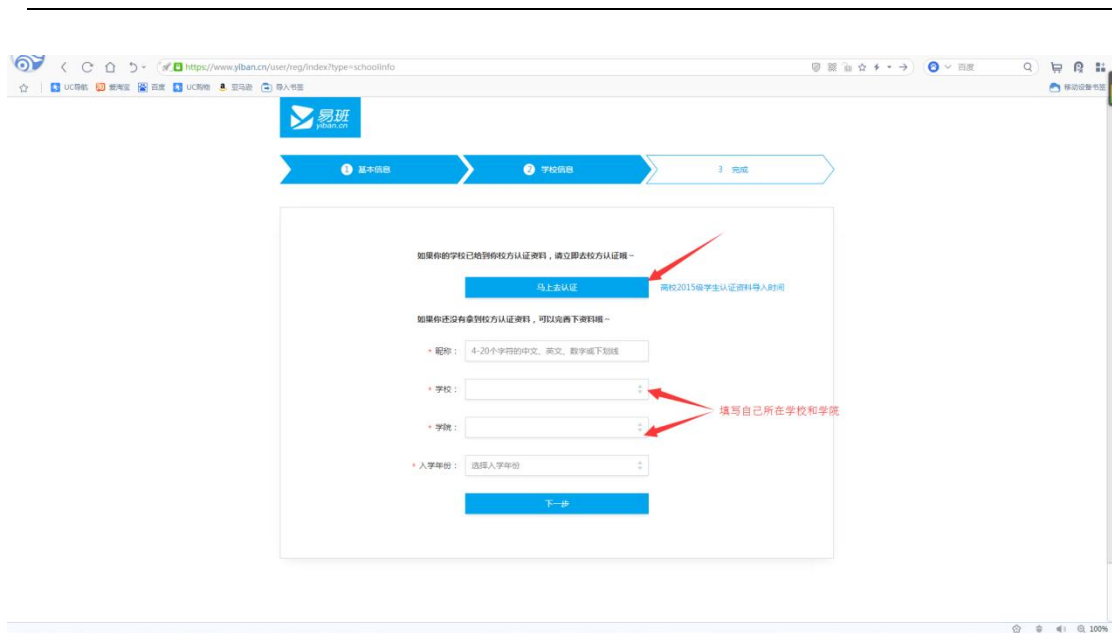 https://www.yiban.cn/user/reg/index?type=schoolinfo
百度
UC导航 爱淘宝 百度 UC购物 亚马逊 导入书签
移动设备书签
易班
yiban.cn
1 基本信息
2 学校信息
3 完成
如果你的学校已给到你校方认证资料，请立即去校方认证哦～
马上去认证
高校2015级学生认证资料导入时间
如果你还没有拿到校方认证资料，可以完善下资料哦～
* 昵称： 4-20个字符的中文、英文、数字或下划线
* 学校：
填写自己所在学校和学院
* 学院：
* 入学年份： 选择入学年份
下一步
100%